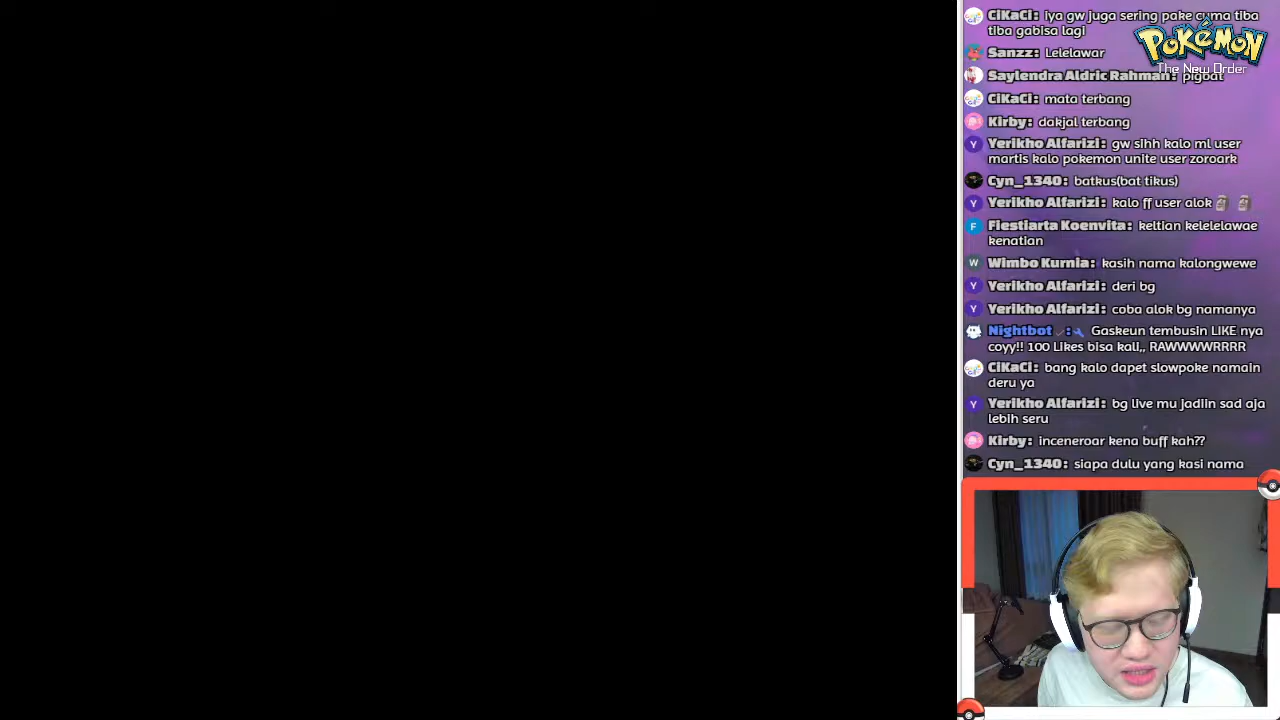 CiKaCi: iya gw juga sering pake cuma tiba
tiba gabisa lagi
POKéMON
The New Order
Sanzz: Lelelawar
Saylendra Aldric Rahman: pigbat
CiKaCi: mata terbang
Kirby: dakjal terbang
Yerikho Alfarizi: gw sihh kalo ml user
martis kalo pokemon unite user zoroark
Cyn_1340: batkus(bat tikus)
Yerikho Alfarizi: kalo ff user alok 🗿 🗿
Fiestiarta Koenvita: keltian kelelelawae
kenatian
Wimbo Kurnia: kasih nama kalongwewe
Yerikho Alfarizi: deri bg
Yerikho Alfarizi: coba alok bg namanya
Nightbot: Gaskeun tembusin LIKE nya
coyy!! 100 Likes bisa kali,, RAWWWWRRRR
CiKaCi: bang kalo dapet slowpoke namain
deru ya
Yerikho Alfarizi: bg live mu jadiin sad aja
lebih seru
Kirby: inceneroar kena buff kah??
Cyn_1340: siapa dulu yang kasi nama